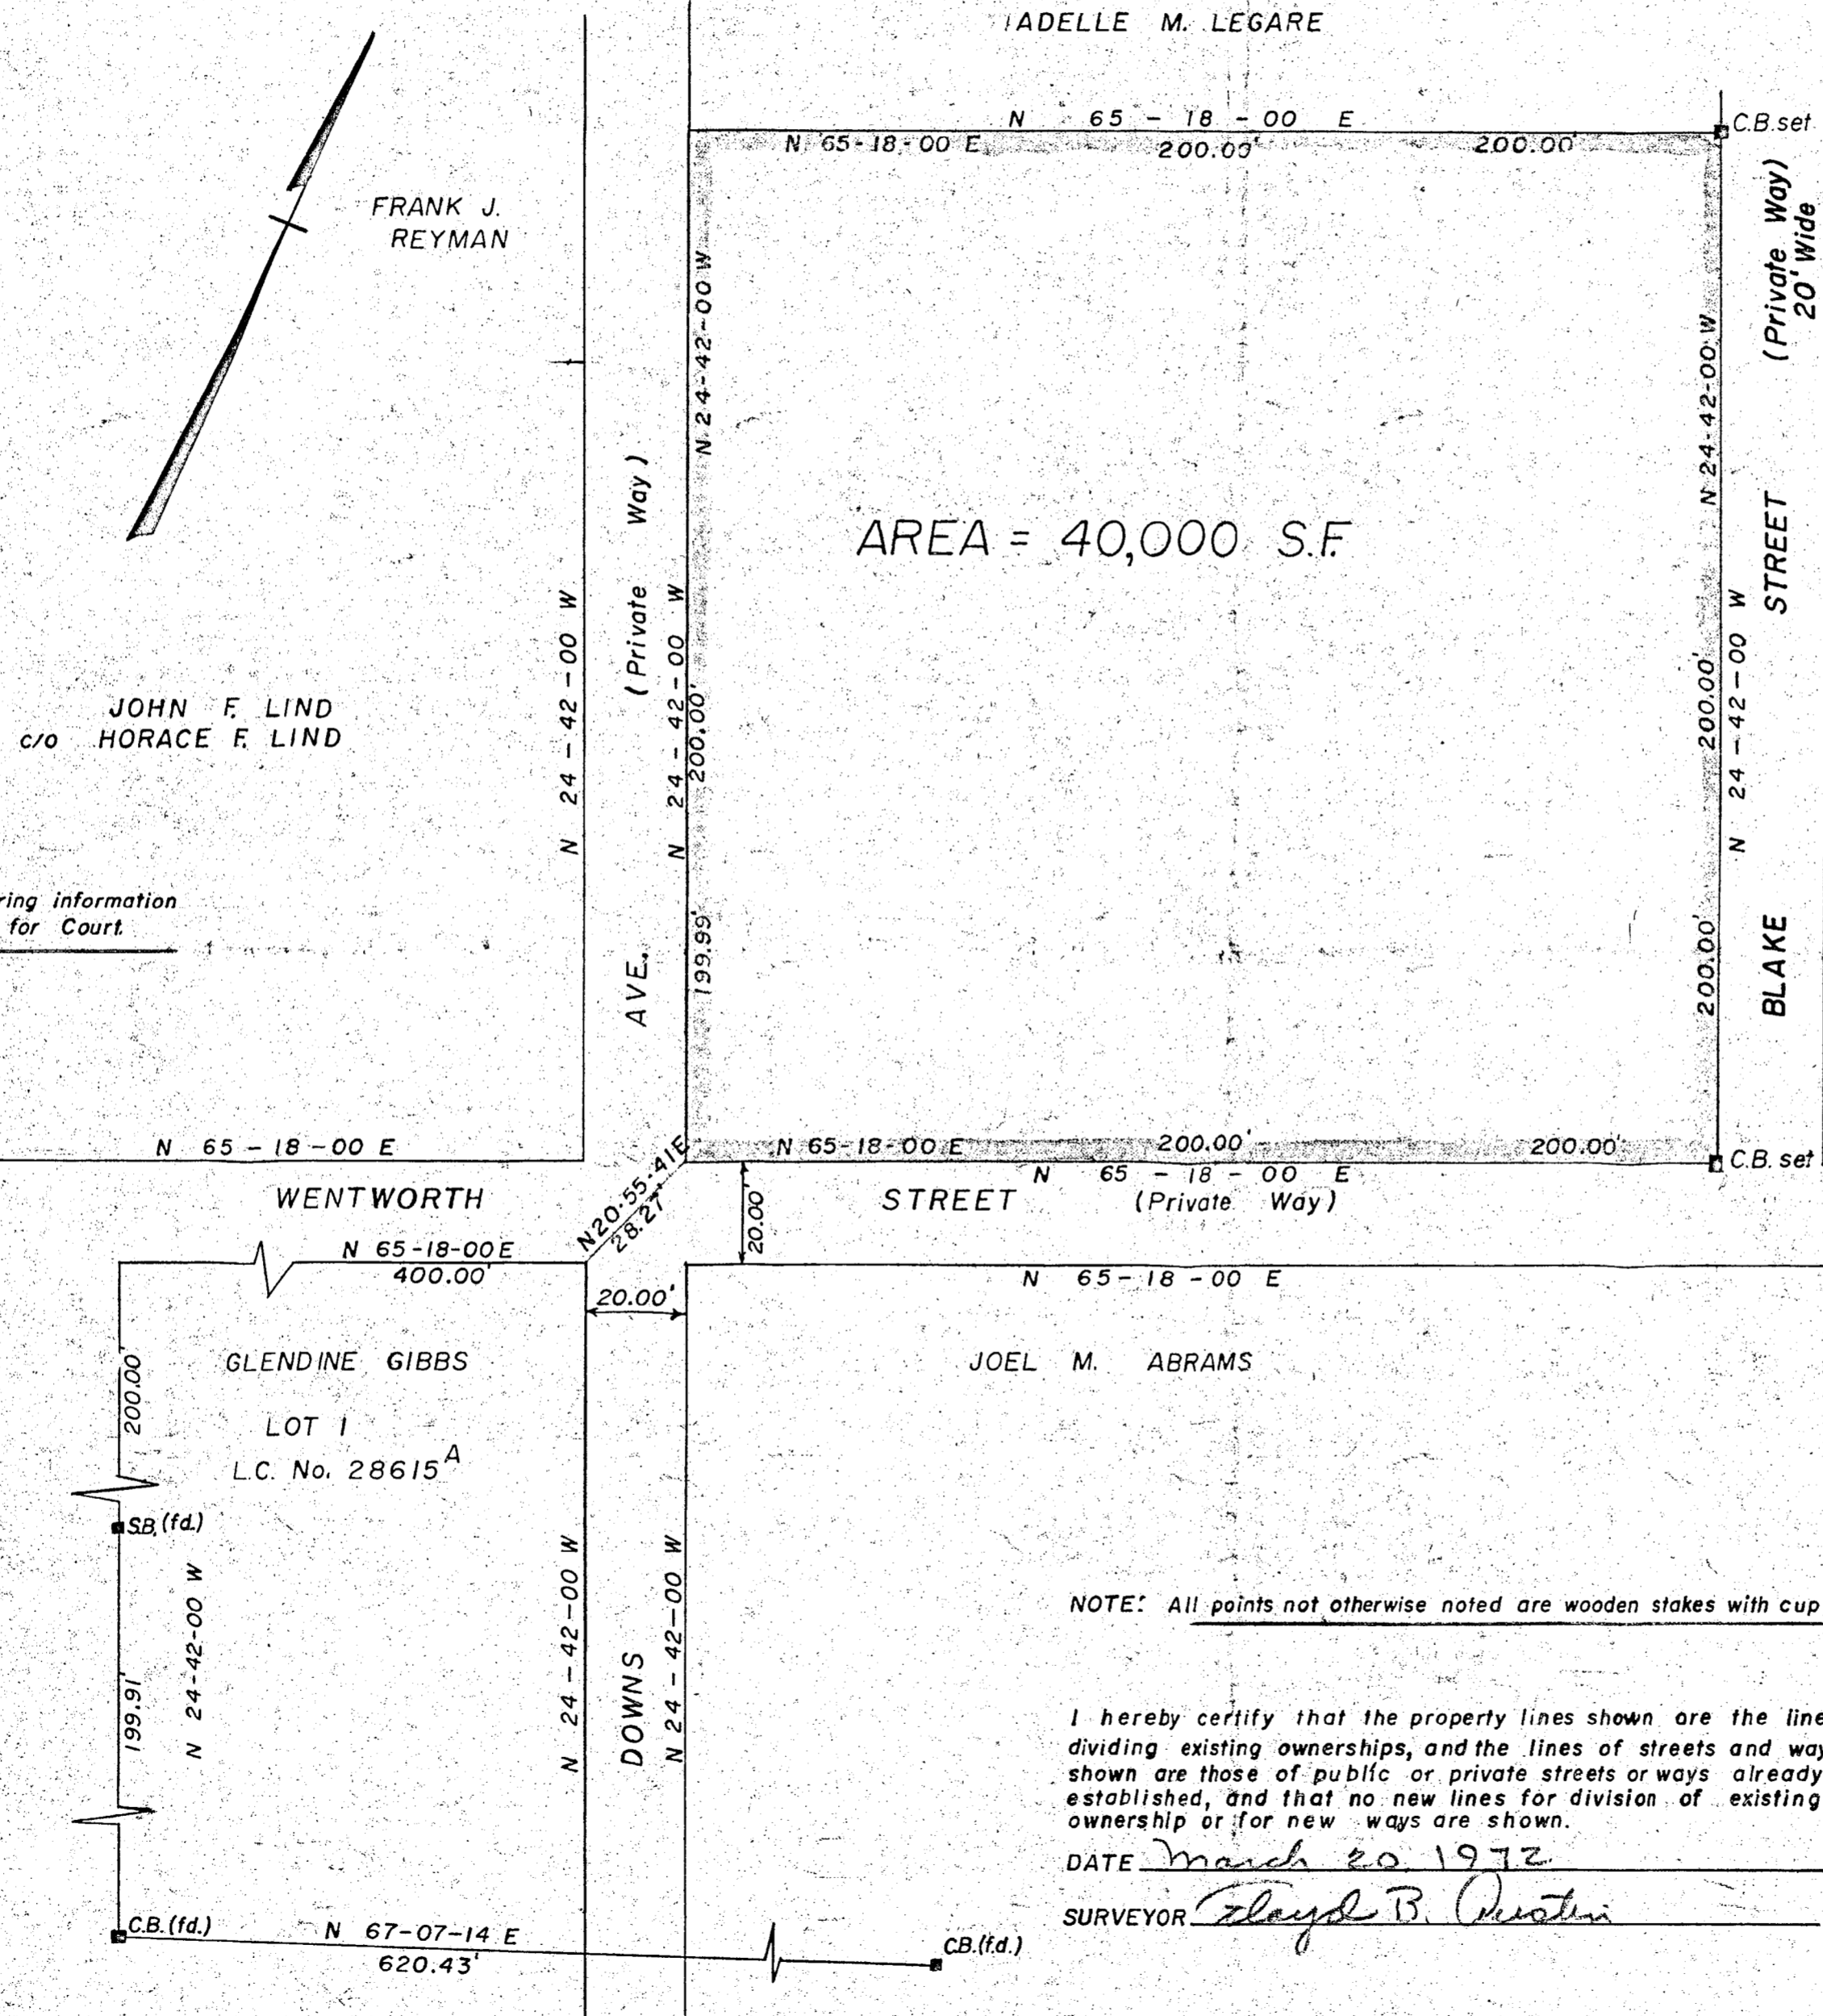 ADELLE M. LEGARE
N 65-18-00 E
C.B. set
N 65-18-00 E
200.00'
FRANK J.
REYMAN
N 24-42-00 W
N 24-42-00 W
(Private Way)
20' Wide
(Private Way)
AREA = 40,000 S.F.
STREET
N 24-42-00 W
N 24-42-00 W
200.00'
200.00'
N 24-42-00 W
JOHN F. LIND
c/o HORACE F. LIND
ring information
for Court.
AVE.
199.99'
200.00'
BLAKE
N 65-18-00 E
N 65-18-00 E
200.00'
200.00'
C.B. set
N 65-18-00 E
WENTWORTH
N20-55-41E
28.27'
20.00'
STREET
(Private Way)
N 65-18-00 E
400.00'
N 65-18-00 E
20.00'
GLENDINE GIBBS
JOEL M. ABRAMS
200.00'
LOT 1
L.C. No. 28615A
S.B. (fd.)
N 24-42-00 W
199.91'
N 24-42-00 W
DOWNS
N 24-42-00 W
NOTE: All points not otherwise noted are wooden stakes with cup
I hereby certify that the property lines shown are the line
dividing existing ownerships, and the lines of streets and way
shown are those of public or private streets or ways already
established, and that no new lines for division of existing
ownership or for new ways are shown.
DATE March 20, 1972
SURVEYOR Floyd B.
C.B. (fd.)
N 67-07-14 E
620.43'
C.B. (fd.)